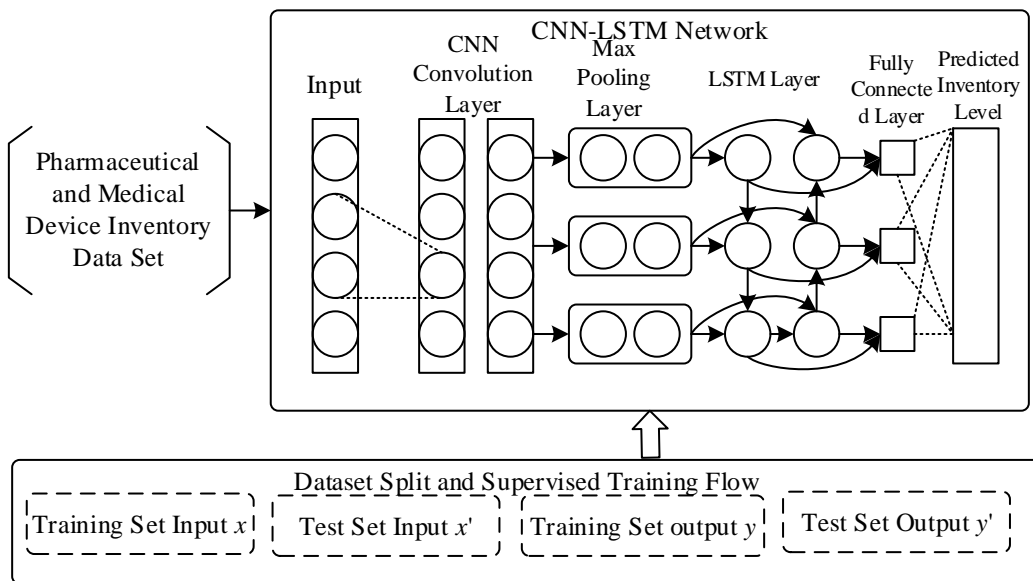 CNN-LSTM Network
Pharmaceutical
and Medical
Device Inventory
Data Set
Input
CNN
Convolution
Layer
Max
Pooling
Layer
LSTM Layer
Fully
Connecte
d Layer
Predicted
Inventory
Level
Dataset Split and Supervised Training Flow
Training Set Input x
Test Set Input x'
Training Set output y
Test Set Output y'